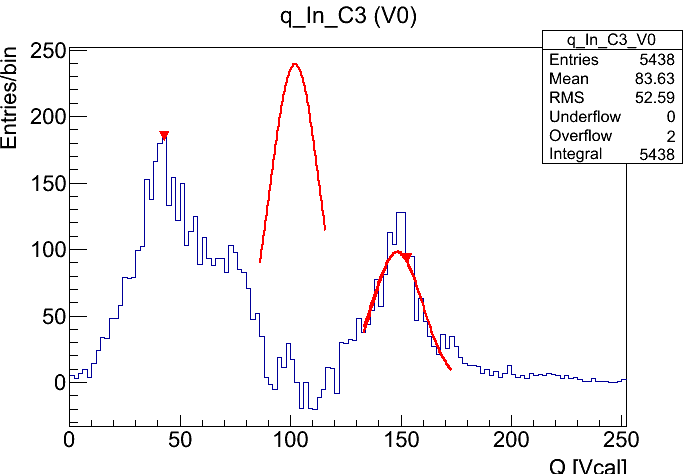 q_In_C3 (V0)
q_In_C3_V0
Entries 5438
Mean 83.63
RMS 52.59
Underflow 0
Overflow 2
Integral 5438
Entries/bin
250
200
150
100
50
0
0 50 100 150 200 250
Q [Vcal]